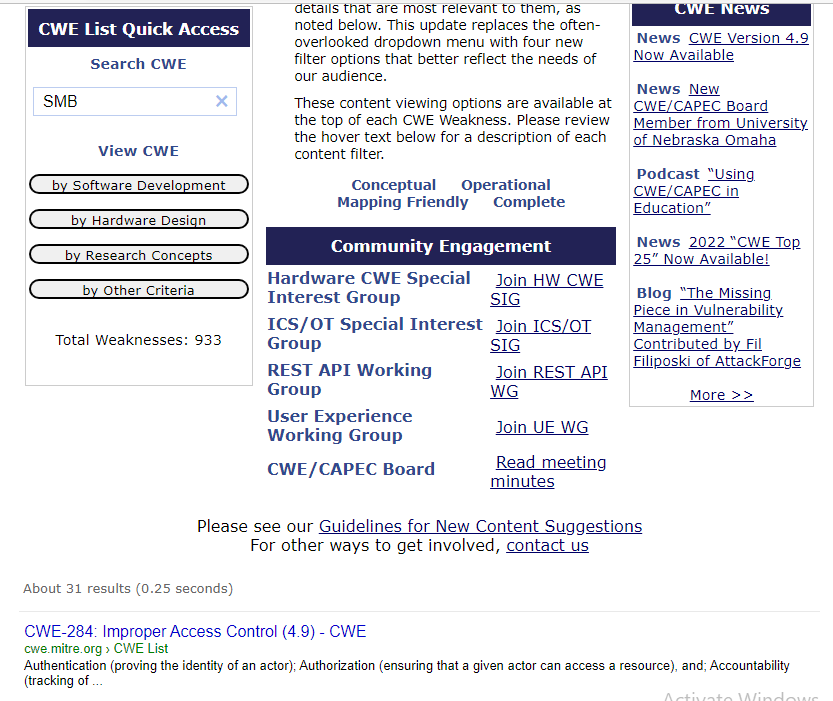 CWE List Quick Access
Search CWE
SMB
View CWE
by Software Development
by Hardware Design
by Research Concepts
by Other Criteria
Total Weaknesses: 933
details that are most relevant to them, as
noted below. This update replaces the often-
overlooked dropdown menu with four new
filter options that better reflect the needs of
our audience.
These content viewing options are available at
the top of each CWE Weakness. Please review
the hover text below for a description of each
content filter.
Conceptual Operational
Mapping Friendly Complete
Community Engagement
Hardware CWE Special
Interest Group
Join HW CWE
SIG
ICS/OT Special Interest
Group
Join ICS/OT
SIG
REST API Working
Group
Join REST API
WG
User Experience
Working Group
Join UE WG
CWE/CAPEC Board
Read meeting
minutes
CWE News
News CWE Version 4.9
Now Available
News New
CWE/CAPEC Board
Member from University
of Nebraska Omaha
Podcast “Using
CWE/CAPEC in
Education”
News 2022 “CWE Top
25” Now Available!
Blog “The Missing
Piece in Vulnerability
Management”
Contributed by Fil
Filiposki of AttackForge
More >>
Please see our Guidelines for New Content Suggestions
For other ways to get involved, contact us
About 31 results (0.25 seconds)
CWE-284: Improper Access Control (4.9) - CWE
cwe.mitre.org › CWE List
Authentication (proving the identity of an actor); Authorization (ensuring that a given actor can access a resource), and; Accountability
(tracking of ...
Activate Windows